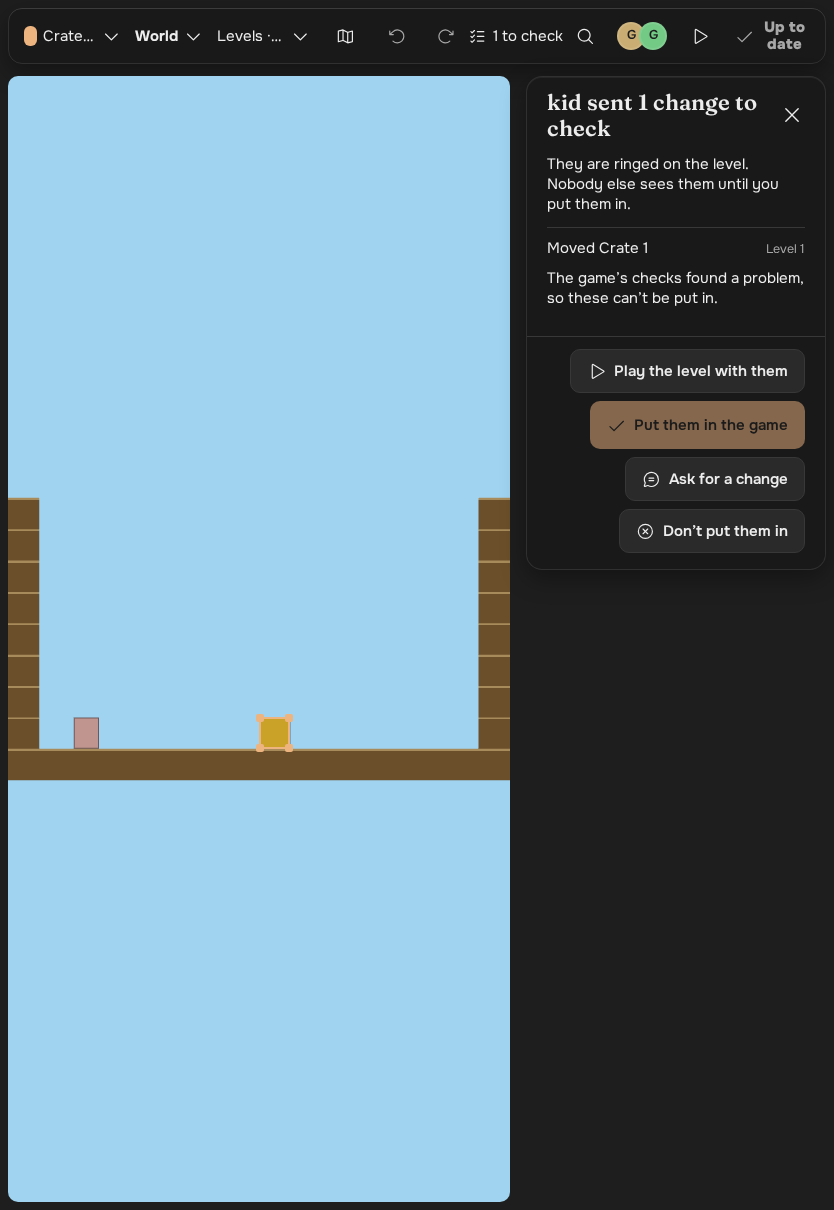 Crate…
World
Levels ·…
1 to check
G
G
Up to
date
kid sent 1 change to
check
They are ringed on the level.
Nobody else sees them until you
put them in.
Moved Crate 1
Level 1
The game’s checks found a problem,
so these can’t be put in.
Play the level with them
Put them in the game
Ask for a change
Don’t put them in